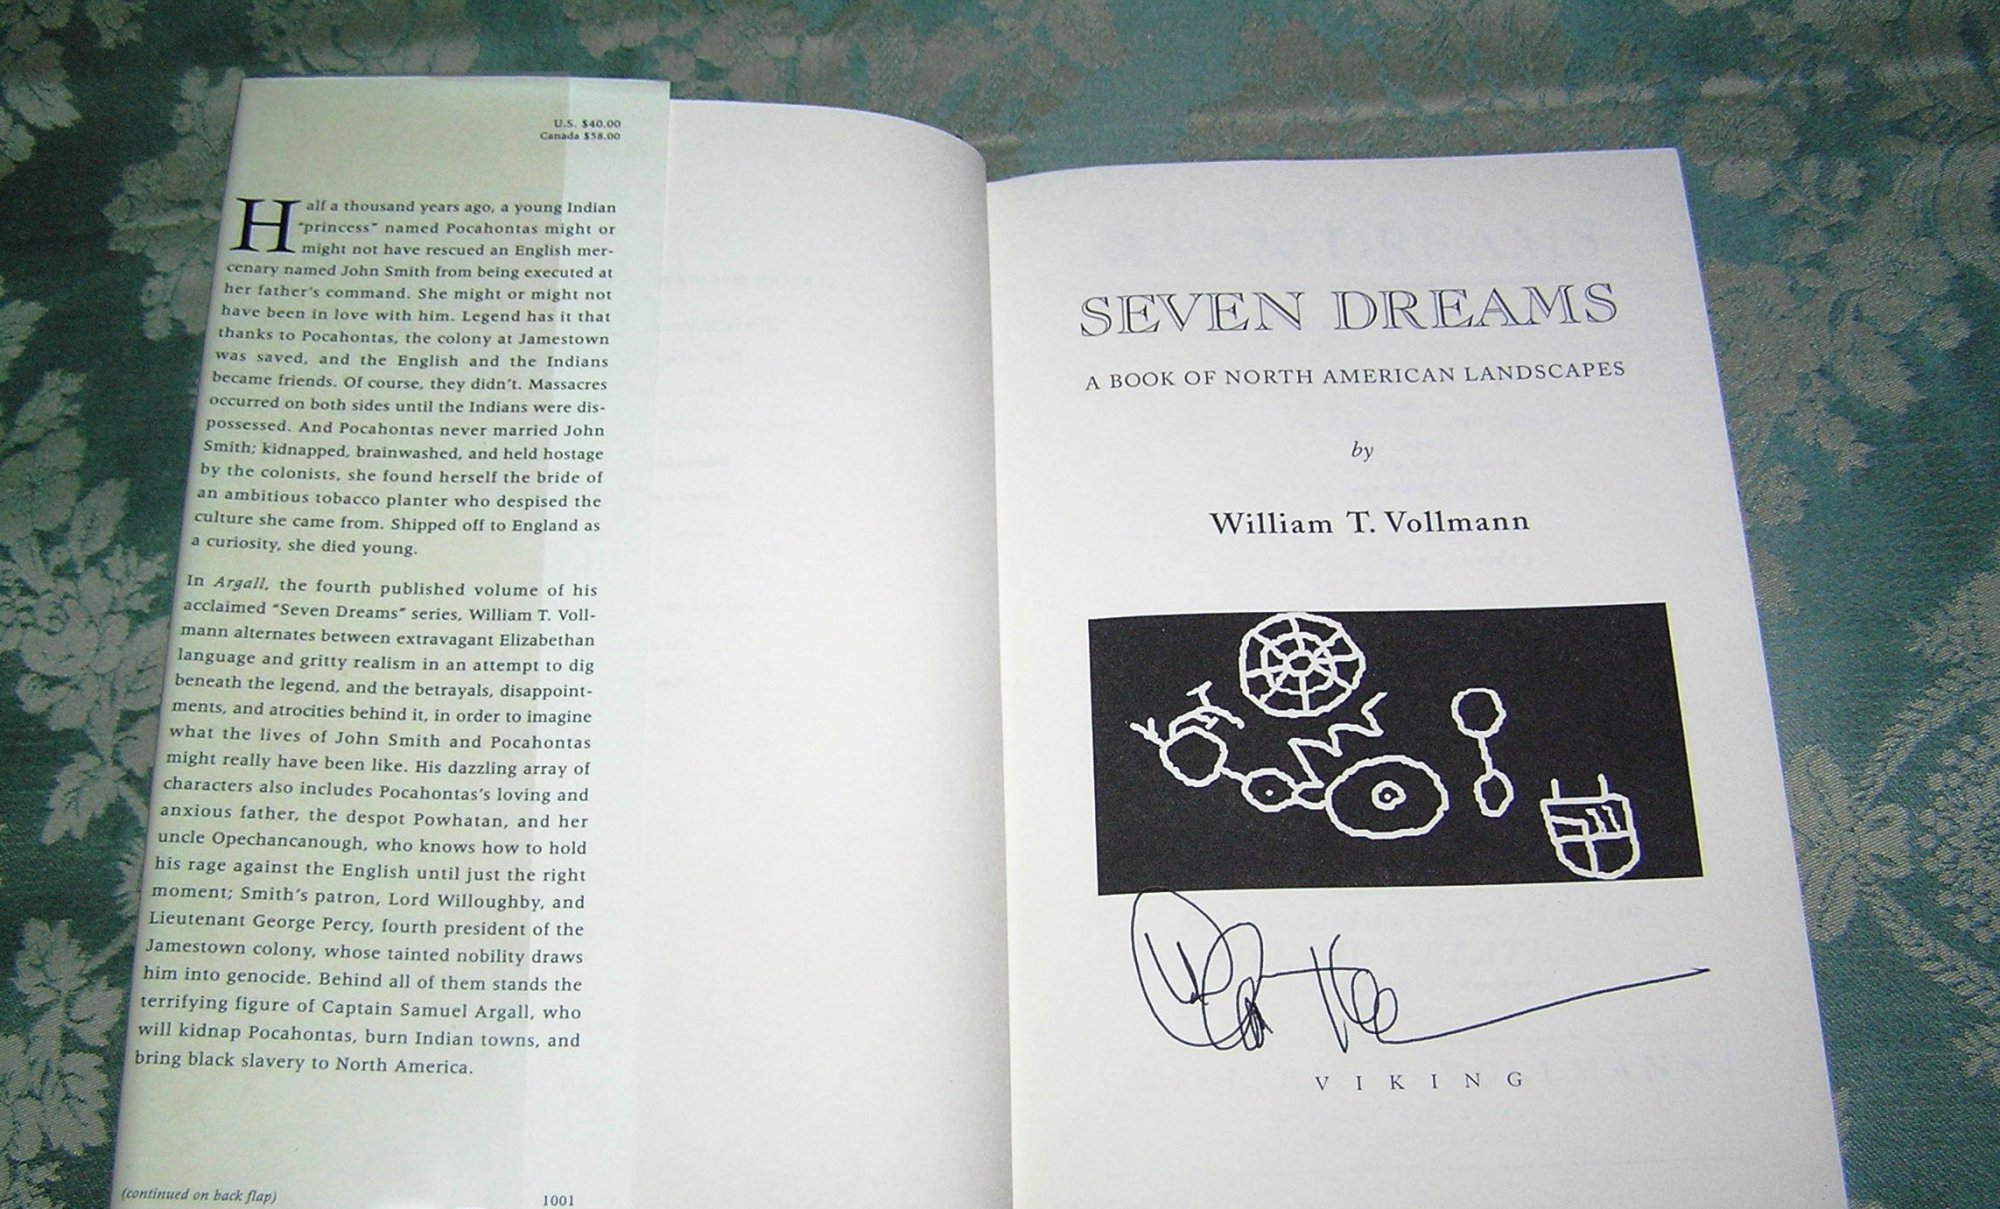 U.S. $40.00
Canada $58.00
Half a thousand years ago, a young Indian
"princess" named Pocahontas might or
might not have rescued an English mer-
cenary named John Smith from being executed at
her father's command. She might or might not
have been in love with him. Legend has it that
thanks to Pocahontas, the colony at Jamestown
was saved, and the English and the Indians
became friends. Of course, they didn't. Massacres
occurred on both sides until the Indians were dis-
possessed. And Pocahontas never married John
Smith; kidnapped, brainwashed, and held hostage
by the colonists, she found herself the bride of
an ambitious tobacco planter who despised the
culture she came from. Shipped off to England as
a curiosity, she died young.
In Argall, the fourth published volume of his
acclaimed "Seven Dreams" series, William T. Voll-
mann alternates between extravagant Elizabethan
language and gritty realism in an attempt to dig
beneath the legend, and the betrayals, disappoint-
ments, and atrocities behind it, in order to imagine
what the lives of John Smith and Pocahontas
might really have been like. His dazzling array of
characters also includes Pocahontas's loving and
anxious father, the despot Powhatan, and her
uncle Opechancanough, who knows how to hold
his rage against the English until just the right
moment; Smith's patron, Lord Willoughby, and
Lieutenant George Percy, fourth president of the
Jamestown colony, whose tainted nobility draws
him into genocide. Behind all of them stands the
terrifying figure of Captain Samuel Argall, who
will kidnap Pocahontas, burn Indian towns, and
bring black slavery to North America.
(continued on back flap)
1001
SEVEN DREAMS
A BOOK OF NORTH AMERICAN LANDSCAPES
by
William T. Vollmann
VIKING